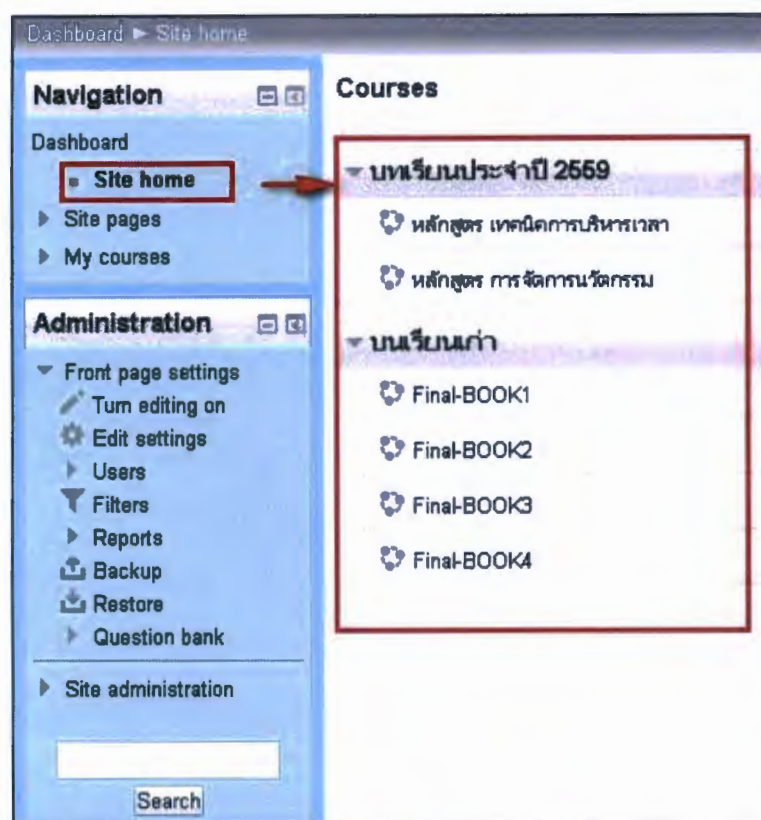 Dashboard ► Site home
Navigation
Dashboard
Site home
Site pages
My courses
Administration
Front page settings
Turn editing on
Edit settings
Users
Filters
Reports
Backup
Restore
Question bank
Site administration
Search
Courses
บทเรียนประจำปี 2559
หลักสูตร เทคนิคการบริหารเวลา
หลักสูตร การจัดการนวัตกรรม
บนเรียนเก่า
Final-BOOK1
Final-BOOK2
Final-BOOK3
Final-BOOK4